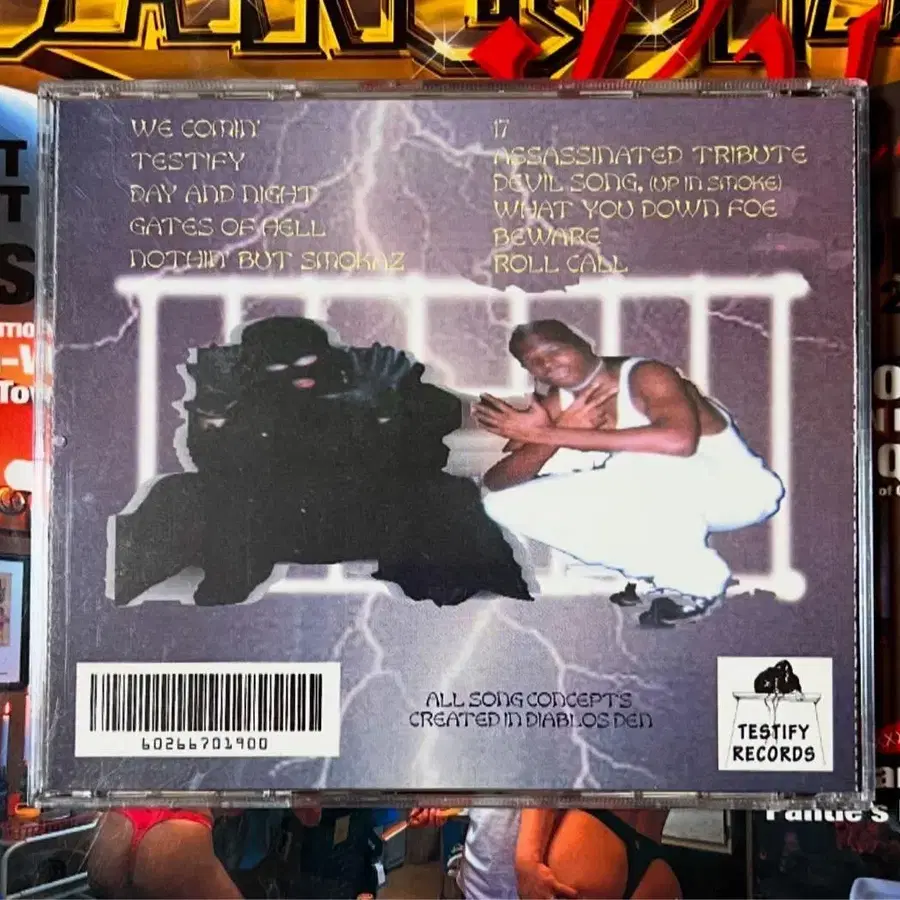 WE COMIN'
TESTIFY
DAY AND NIGHT
GATES OF HELL
NOTHIN' BUT SMOKAZ
17
ASSASSINATED TRIBUTE
DEVIL SONG, (UP IN SMOKE)
WHAT YOU DOWN FOE
BEWARE
ROLL CALL
60266701900
ALL SONG CONCEPTS
CREATED IN DIABLOS DEN
TESTIFY
RECORDS